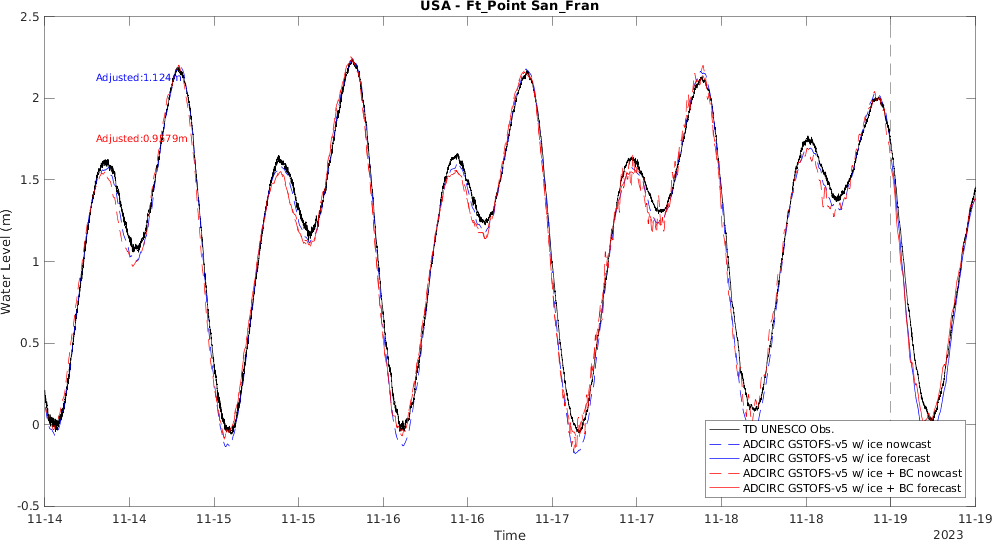 USA - Ft_Point San_Fran
2.5
2
1.5
1
0.5
0
-0.5
Water Level (m)
Adjusted:1.124m
Adjusted:0.9579m
TD UNESCO Obs.
ADCIRC GSTOFS-v5 w/ ice nowcast
ADCIRC GSTOFS-v5 w/ ice forecast
ADCIRC GSTOFS-v5 w/ ice + BC nowcast
ADCIRC GSTOFS-v5 w/ ice + BC forecast
11-14 11-14 11-15 11-15 11-16 11-16 11-17 11-17 11-18 11-18 11-19 11-19
Time
2023